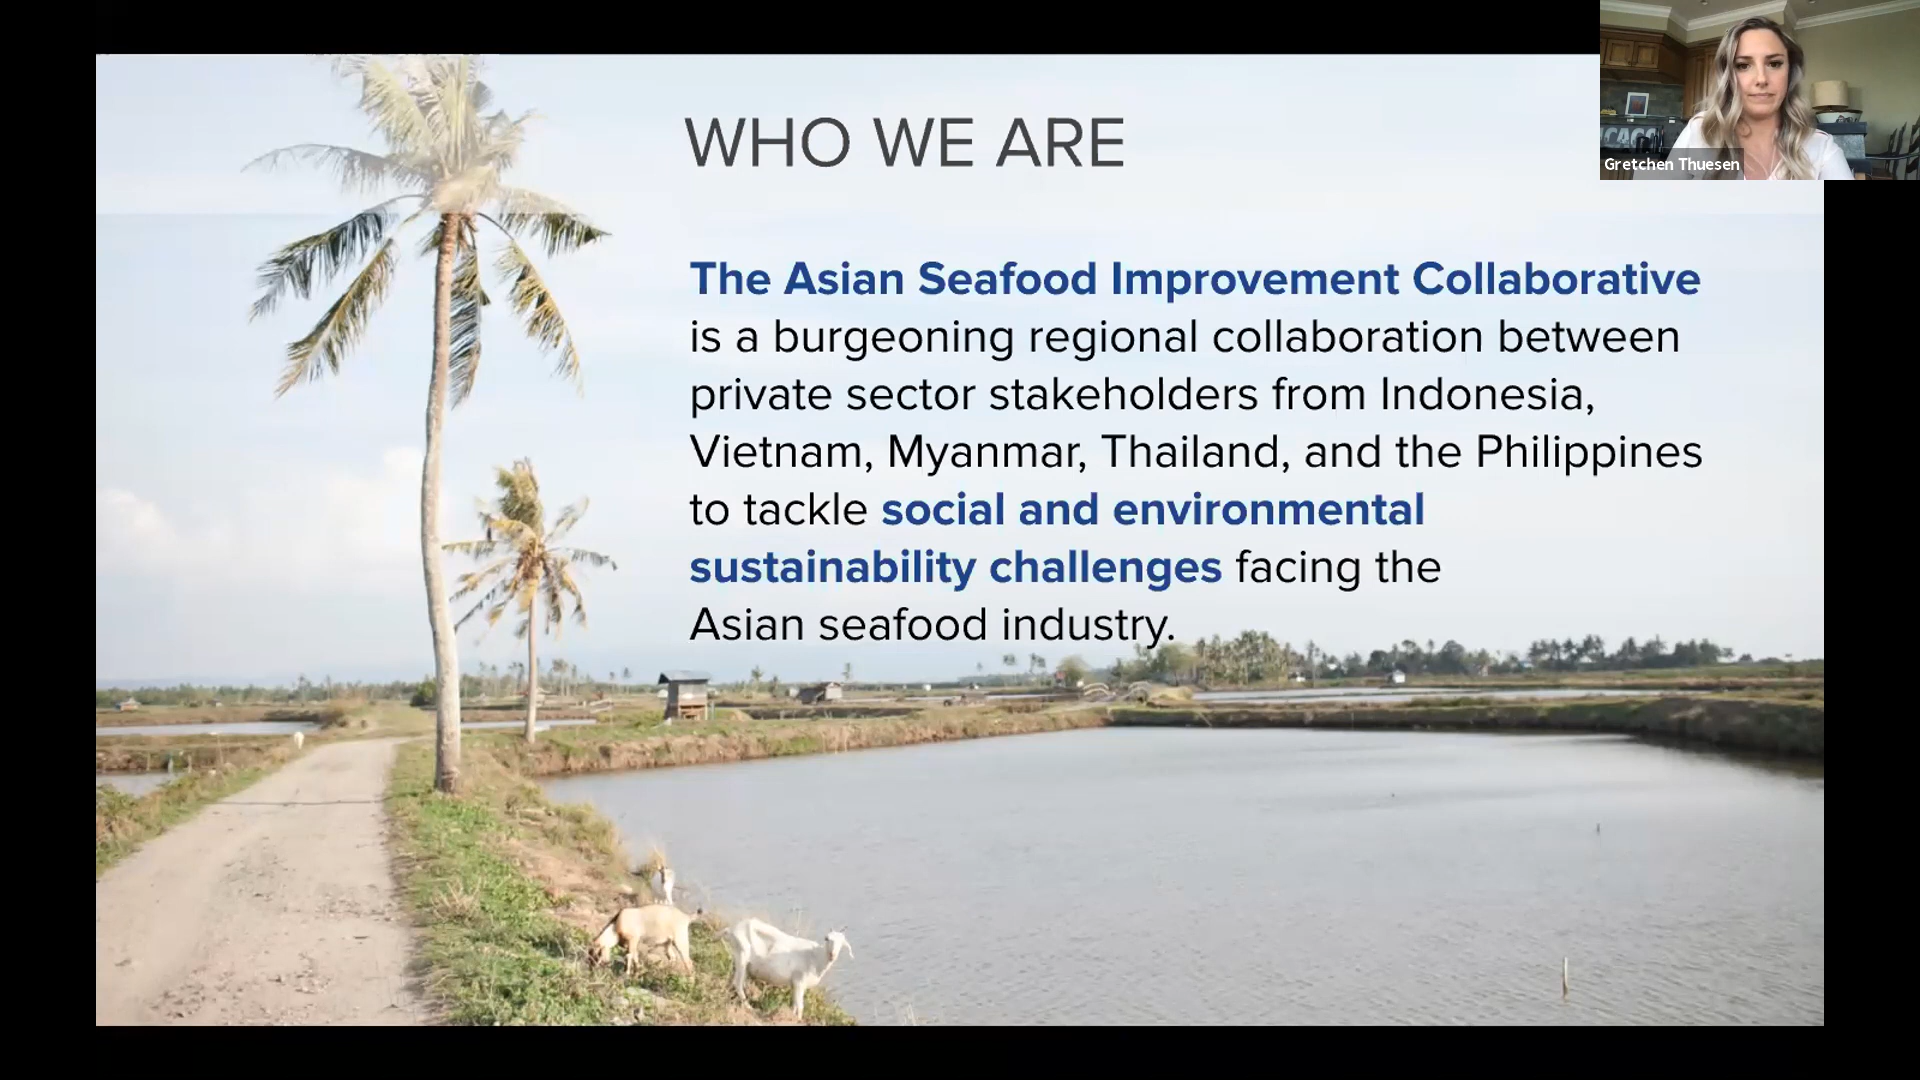 WHO WE ARE
The Asian Seafood Improvement Collaborative
is a burgeoning regional collaboration between
private sector stakeholders from Indonesia,
Vietnam, Myanmar, Thailand, and the Philippines
to tackle social and environmental
sustainability challenges facing the
Asian seafood industry.
Gretchen Thuesen